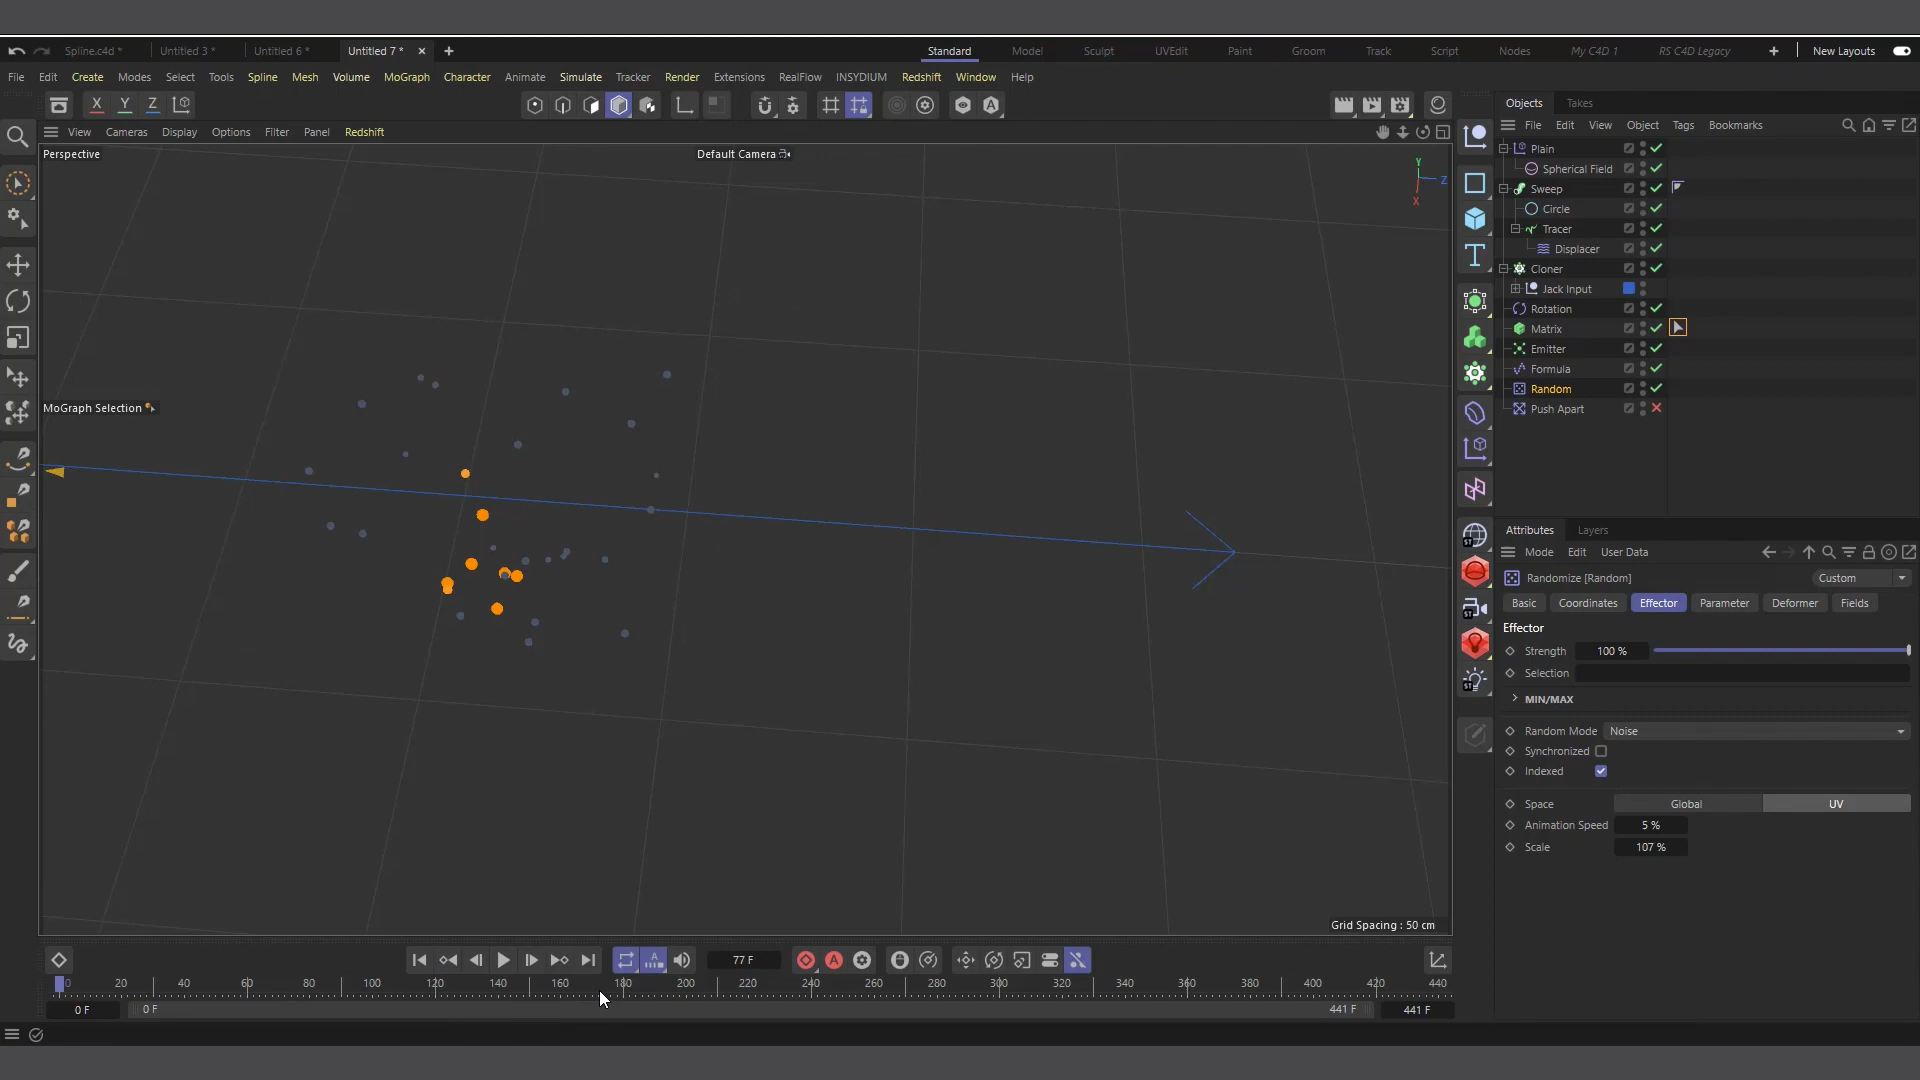 Spline.c4d * Untitled 3 * Untitled 6 * Untitled 7 * Standard Model Sculpt UVEdit Paint Groom Track Script Nodes My C4D 1 RS C4D Legacy New Layouts
File Edit Create Modes Select Tools Spline Mesh Volume MoGraph Character Animate Simulate Tracker Render Extensions RealFlow INSYDIUM Redshift Window Help
X Y Z
View Cameras Display Options Filter Panel Redshift
Perspective
Default Camera
Y
Z
X
MoGraph Selection
Grid Spacing : 50 cm
Objects Takes
File Edit View Object Tags Bookmarks
Plain
Spherical Field
Sweep
Circle
Tracer
Displacer
Cloner
Jack Input
Rotation
Matrix
Emitter
Formula
Random
Push Apart
Attributes Layers
Mode Edit User Data
Randomize [Random] Custom
Basic Coordinates Effector Parameter Deformer Fields
Effector
Strength 100 %
Selection
MIN/MAX
Random Mode Noise
Synchronized
Indexed
Space Global UV
Animation Speed 5 %
Scale 107 %
77 F
0 20 40 60 80 100 120 140 160 180 200 220 240 260 280 300 320 340 360 380 400 420 440
0 F 0 F 441 F 441 F